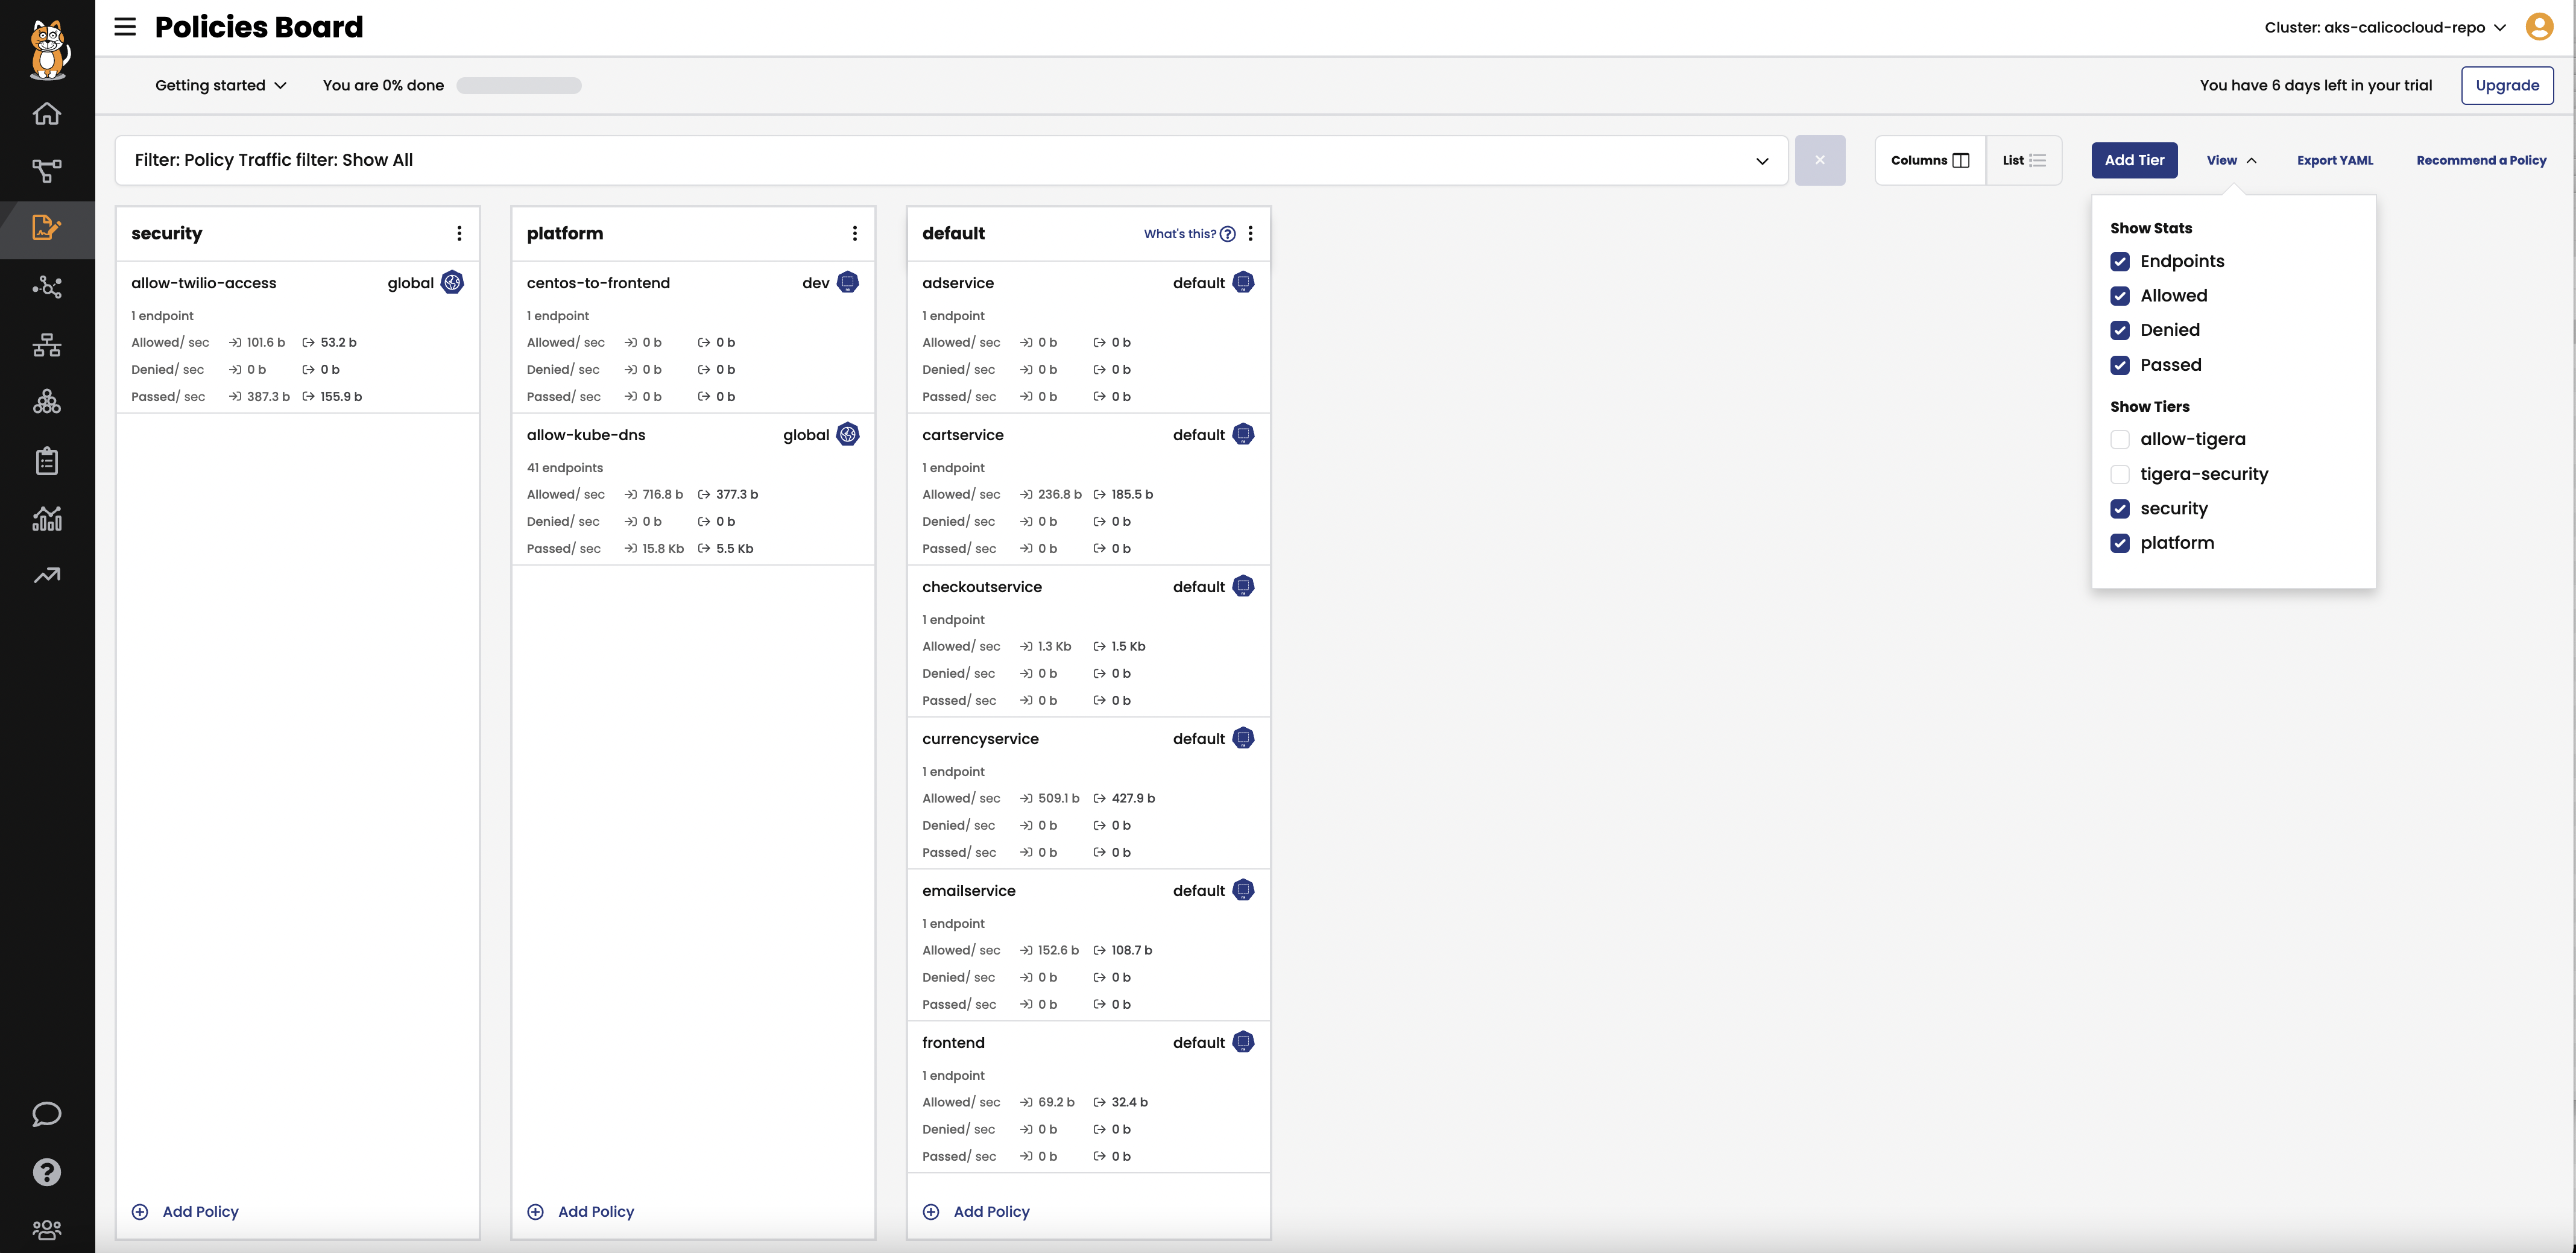 Policies Board
Cluster: aks-calicocloud-repo
Getting started
You are 0% done
You have 6 days left in your trial
Upgrade
Filter: Policy Traffic filter: Show All
×
Columns
List
Add Tier
View
Export YAML
Recommend a Policy
security
allow-twilio-access global
1 endpoint
Allowed/ sec 101.6 b 53.2 b
Denied/ sec 0 b 0 b
Passed/ sec 387.3 b 155.9 b
Add Policy
platform
centos-to-frontend dev
1 endpoint
Allowed/ sec 0 b 0 b
Denied/ sec 0 b 0 b
Passed/ sec 0 b 0 b
allow-kube-dns global
41 endpoints
Allowed/ sec 716.8 b 377.3 b
Denied/ sec 0 b 0 b
Passed/ sec 15.8 Kb 5.5 Kb
Add Policy
default What's this? ?
adservice default
1 endpoint
Allowed/ sec 0 b 0 b
Denied/ sec 0 b 0 b
Passed/ sec 0 b 0 b
cartservice default
1 endpoint
Allowed/ sec 236.8 b 185.5 b
Denied/ sec 0 b 0 b
Passed/ sec 0 b 0 b
checkoutservice default
1 endpoint
Allowed/ sec 1.3 Kb 1.5 Kb
Denied/ sec 0 b 0 b
Passed/ sec 0 b 0 b
currencyservice default
1 endpoint
Allowed/ sec 509.1 b 427.9 b
Denied/ sec 0 b 0 b
Passed/ sec 0 b 0 b
emailservice default
1 endpoint
Allowed/ sec 152.6 b 108.7 b
Denied/ sec 0 b 0 b
Passed/ sec 0 b 0 b
frontend default
1 endpoint
Allowed/ sec 69.2 b 32.4 b
Denied/ sec 0 b 0 b
Passed/ sec 0 b 0 b
Add Policy
Show Stats
Endpoints
Allowed
Denied
Passed
Show Tiers
allow-tigera
tigera-security
security
platform